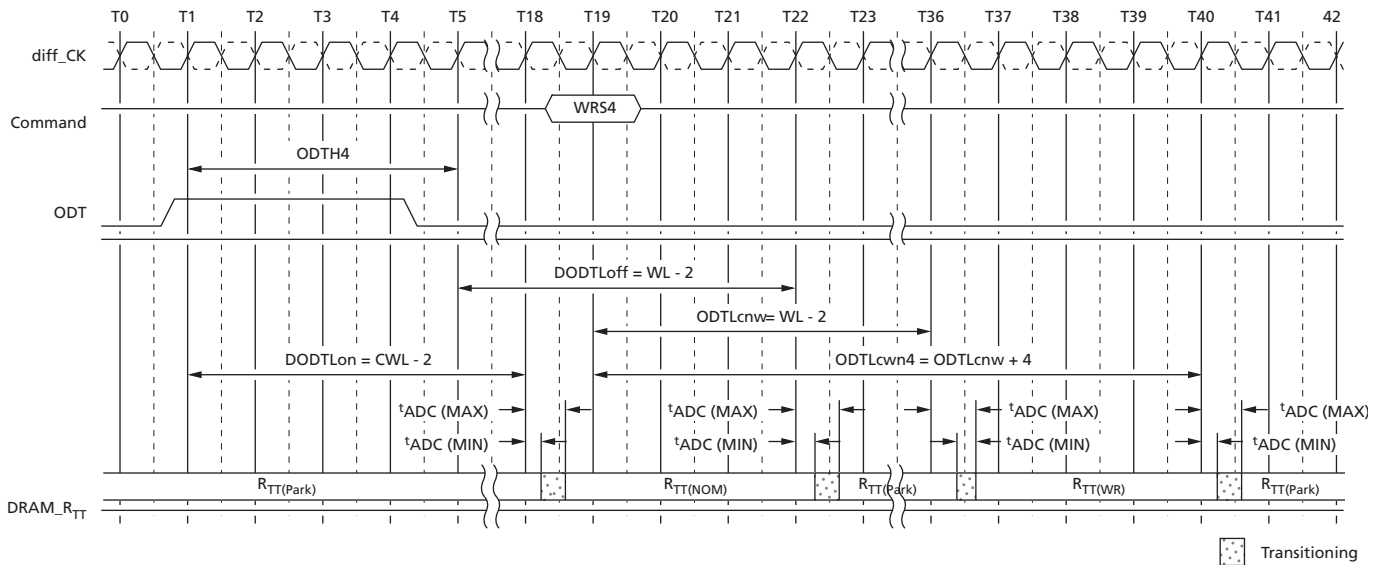 T0 T1 T2 T3 T4 T5 T18 T19 T20 T21 T22 T23 T36 T37 T38 T39 T40 T41 42
diff_CK
Command
WRS4
ODTH4
ODT
DODTLoff = WL - 2
ODTLcnw= WL - 2
DODTLon = CWL - 2
ODTLcwn4 = ODTLcnw + 4
tADC (MAX) tADC (MAX) tADC (MAX) tADC (MAX)
tADC (MIN) tADC (MIN) tADC (MIN) tADC (MIN)
RTT(Park) RTT(NOM) RTT(Park) RTT(WR) RTT(Park)
DRAM_RTT
Transitioning